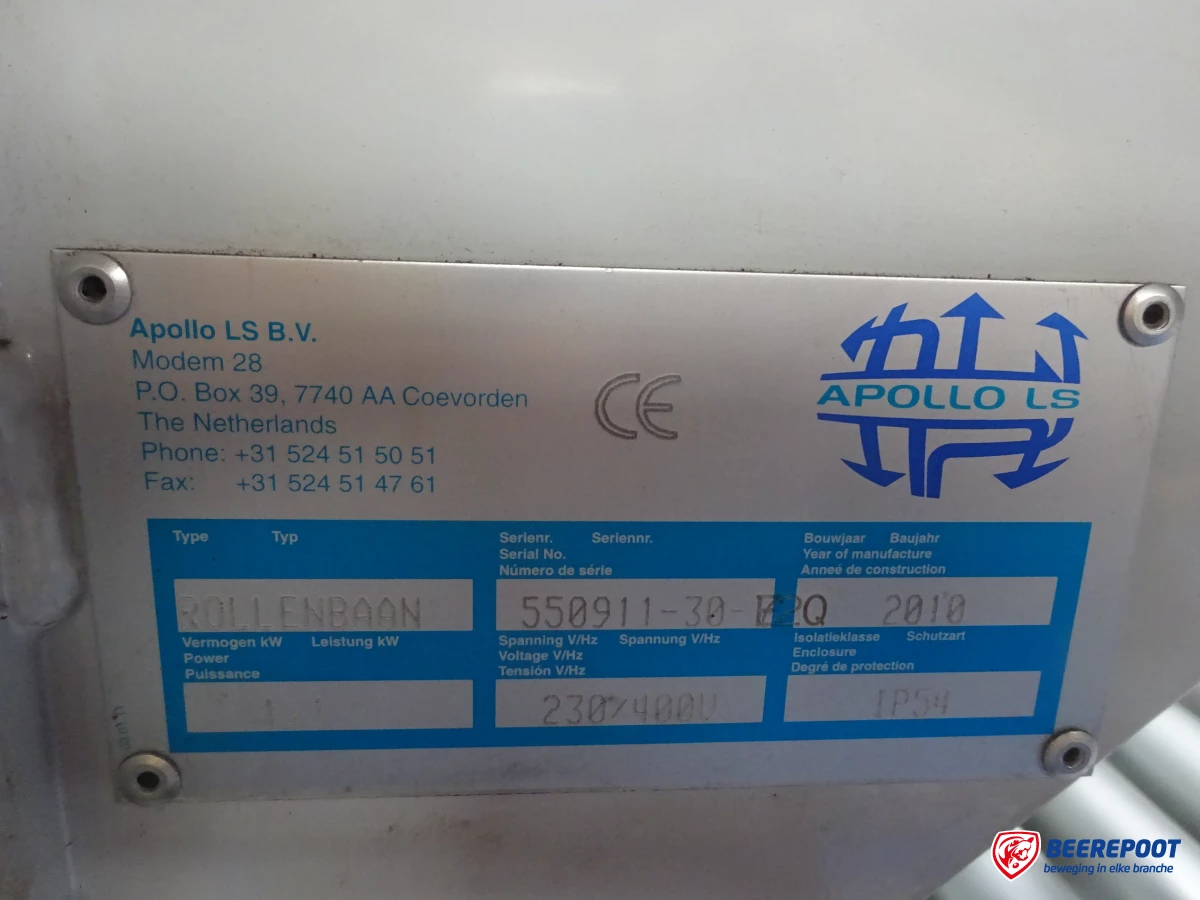 Apollo LS B.V.
Modem 28
P.O. Box 39, 7740 AA Coevorden
The Netherlands
Phone: +31 524 51 50 51
Fax: +31 524 51 47 61
CE
APOLLO LS
Type Typ
ROLLENBAAN
Serienr. Seriennr.
Serial No.
Número de série
550911-30-
Bouwjaar Baujahr
Year of manufacture
Anneé de construction
2010
Vermogen kW Leistung kW
Power
Puissance
Spanning V/Hz Spannung V/Hz
Voltage V/Hz
Tensión V/Hz
230/400V
Isolatieklasse Schutzart
Enclosure
Degré de protection
IP54
BEEREPOOT
beweging in elke branche